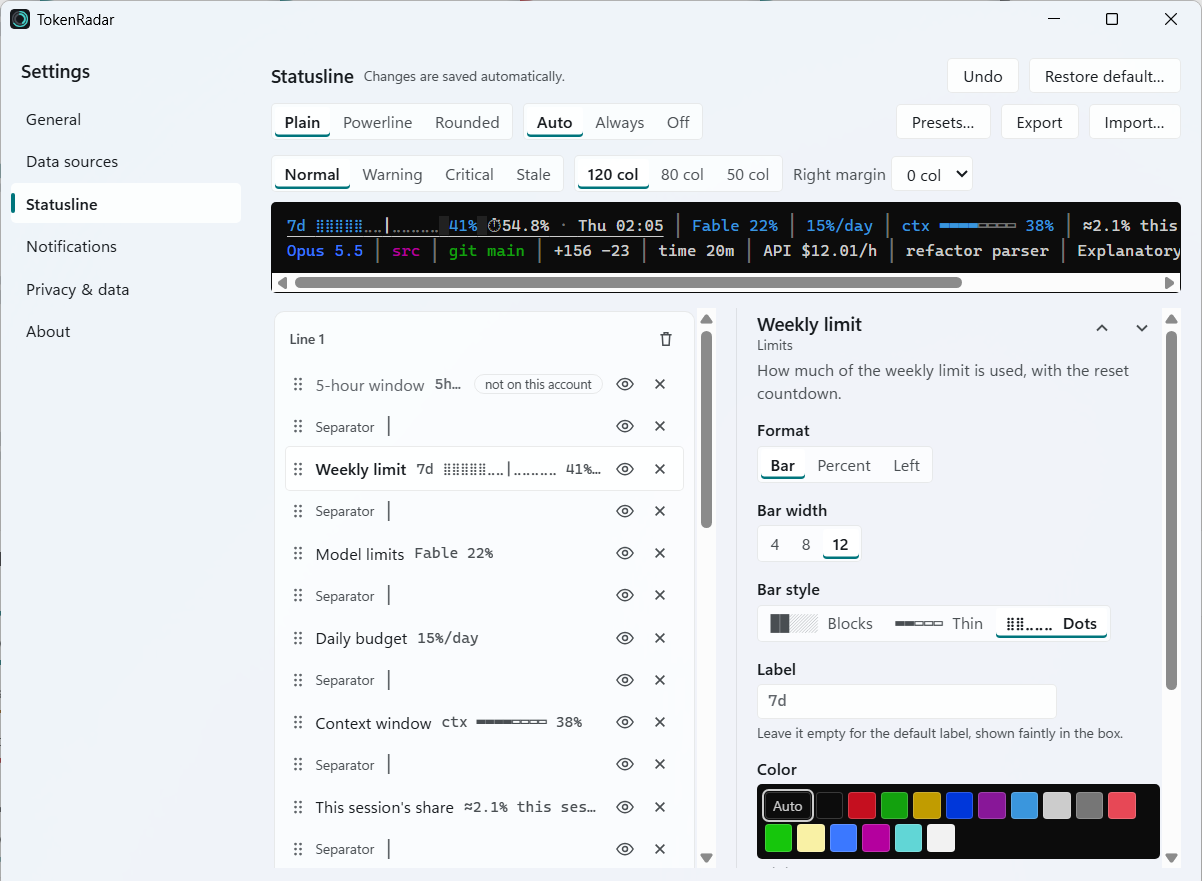 TokenRadar
Settings
General
Data sources
Statusline
Notifications
Privacy & data
About
Statusline Changes are saved automatically.
Undo Restore default...
Plain Powerline Rounded Auto Always Off
Presets... Export Import...
Normal Warning Critical Stale 120 col 80 col 50 col Right margin 0 col
7d ⣿⣿⣿⣿⣿⣀⣀|⣀⣀⣀⣀⣀ 41% ⏱54.8% · Thu 02:05 │ Fable 22% │ 15%/day │ ctx 38% │ ≈2.1% this
Opus 5.5 │ src │ git main │ +156 −23 │ time 20m │ API $12.01/h │ refactor parser │ Explanatory
Line 1
5-hour window 5h… not on this account
Separator │
Weekly limit 7d ⣿⣿⣿⣿⣿⣀⣀|⣀⣀⣀⣀⣀ 41%…
Separator │
Model limits Fable 22%
Separator │
Daily budget 15%/day
Separator │
Context window ctx 38%
Separator │
This session's share ≈2.1% this ses…
Separator │
Weekly limit
Limits
How much of the weekly limit is used, with the reset
countdown.
Format
Bar Percent Left
Bar width
4 8 12
Bar style
Blocks Thin Dots
Label
7d
Leave it empty for the default label, shown faintly in the box.
Color
Auto